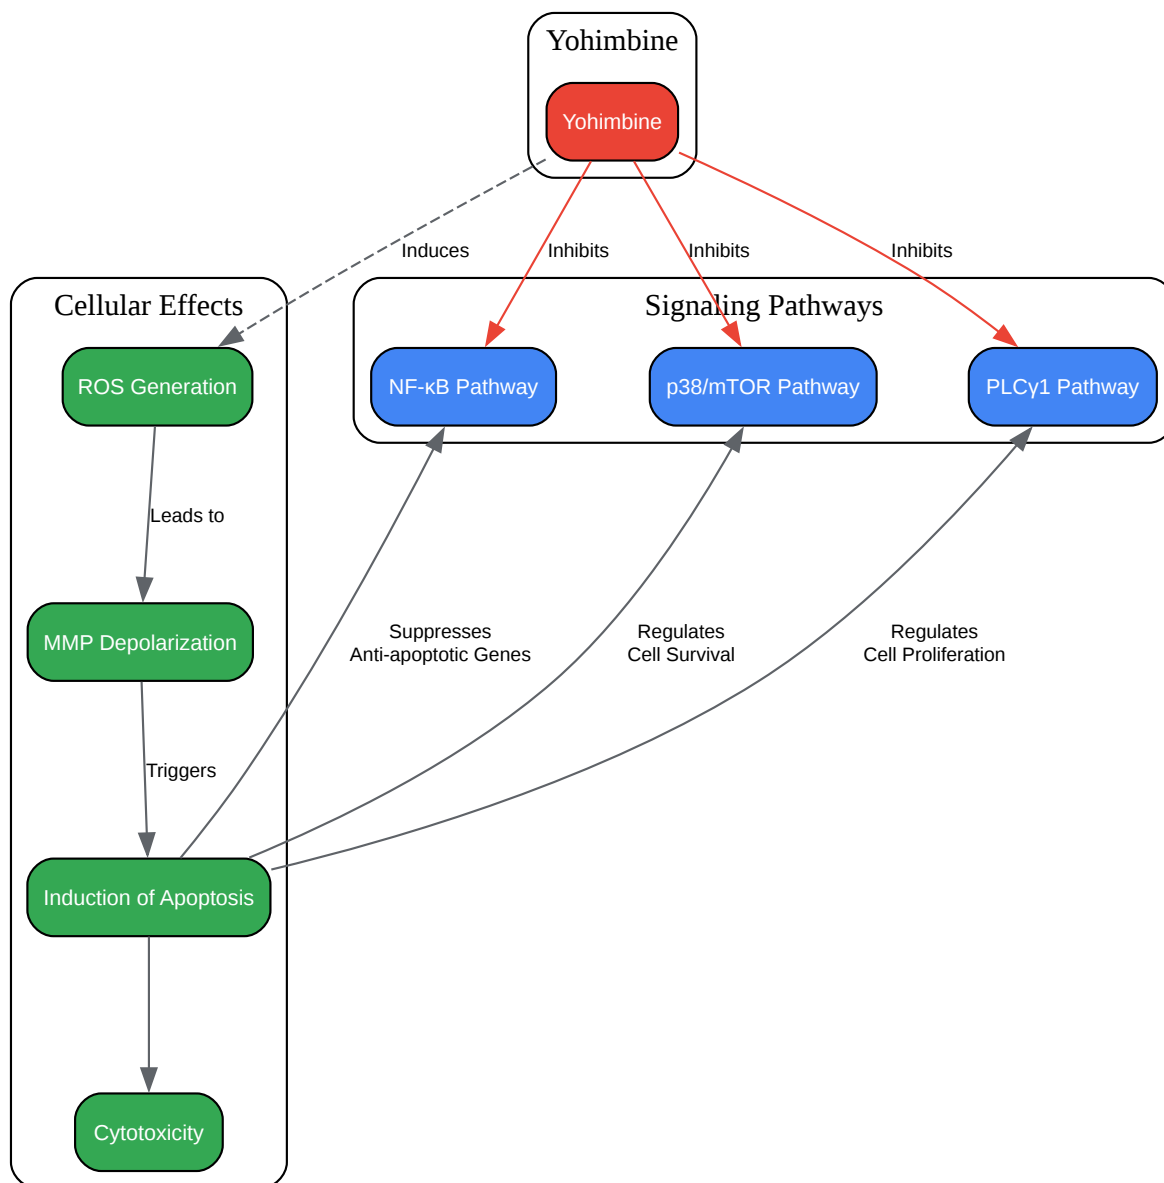 Yohimbine
Yohimbine
Induces
Inhibits
Inhibits
Inhibits
Cellular Effects
Signaling Pathways
ROS Generation
NF-κB Pathway
p38/mTOR Pathway
PLCγ1 Pathway
Leads to
MMP Depolarization
Suppresses
Anti-apoptotic Genes
Regulates
Cell Survival
Regulates
Cell Proliferation
Triggers
Induction of Apoptosis
Cytotoxicity